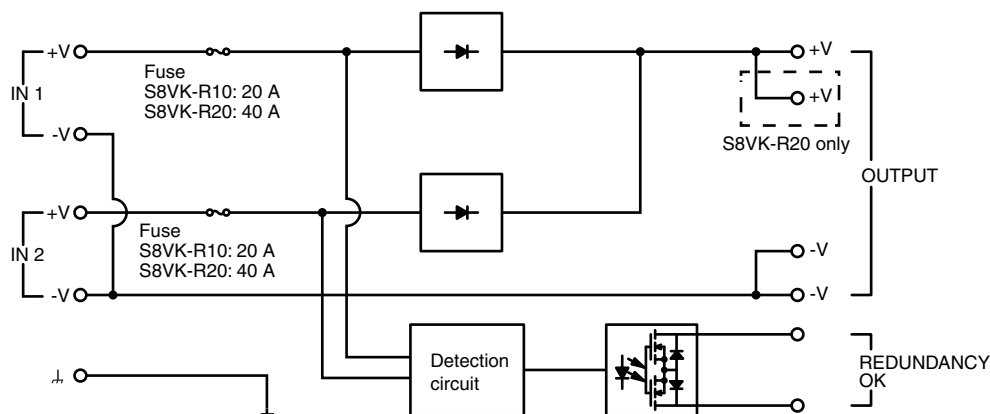 IN 1
+V
Fuse
S8VK-R10: 20 A
S8VK-R20: 40 A
-V
+V
+V
S8VK-R20 only
OUTPUT
IN 2
+V
Fuse
S8VK-R10: 20 A
S8VK-R20: 40 A
-V
-V
-V
Detection
circuit
REDUNDANCY
OK